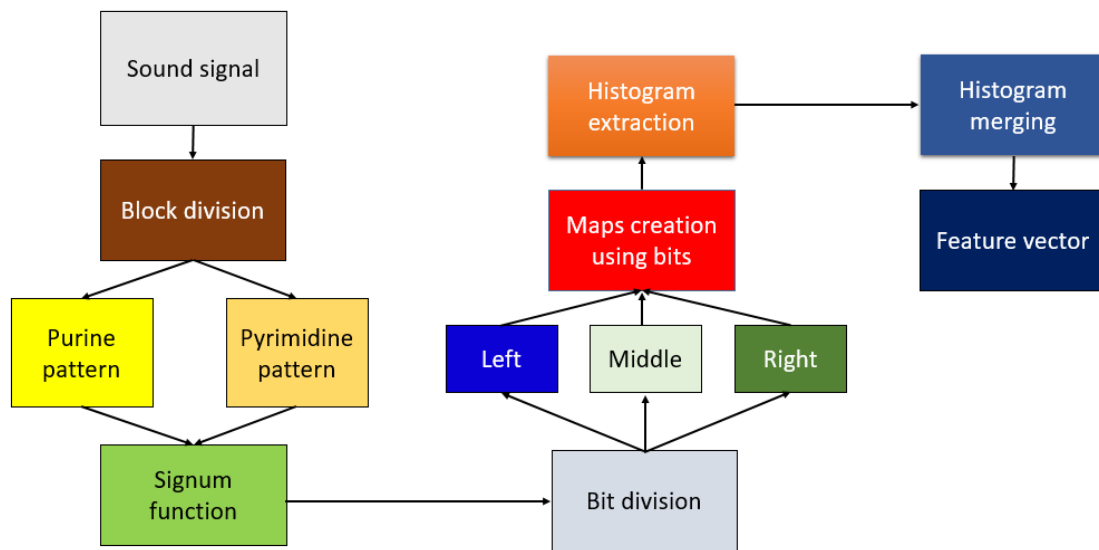 Sound signal
Block division
Purine
pattern
Pyrimidine
pattern
Signum
function
Bit division
Left
Middle
Right
Maps creation
using bits
Histogram
extraction
Histogram
merging
Feature vector